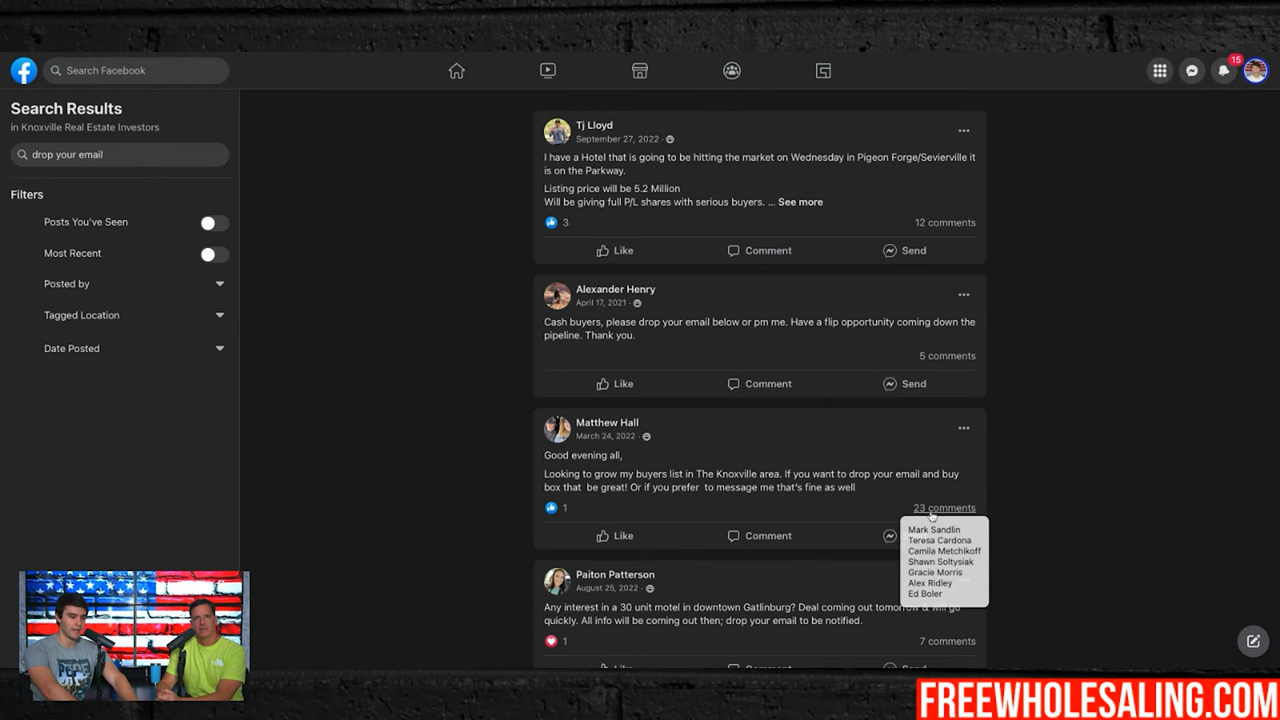 Search Facebook
15
Search Results
in Knoxville Real Estate Investors
drop your email
Filters
Posts You've Seen
Most Recent
Posted by
Tagged Location
Date Posted
Tj Lloyd
September 27, 2022 ·
I have a Hotel that is going to be hitting the market on Wednesday in Pigeon Forge/Sevierville it
is on the Parkway.
Listing price will be 5.2 Million
Will be giving full P/L shares with serious buyers. ... See more
3
12 comments
Like
Comment
Send
Alexander Henry
April 17, 2021 ·
Cash buyers, please drop your email below or pm me. Have a flip opportunity coming down the
pipeline. Thank you.
5 comments
Like
Comment
Send
Matthew Hall
March 24, 2022 ·
Good evening all,
Looking to grow my buyers list in The Knoxville area. If you want to drop your email and buy
box that  be great! Or if you prefer  to message me that's fine as well
1
23 comments
Like
Comment
Mark Sandlin
Teresa Cardona
Camila Metchikoff
Shawn Soltysiak
Gracie Morris
Alex Ridley
Ed Boler
Paiton Patterson
August 25, 2022 ·
Any interest in a 30 unit motel in downtown Gatlinburg? Deal coming out tomorrow & will go
quickly. All info will be coming out then; drop your email to be notified.
1
7 comments
Like
Comment
Send
FREEWHOLESALING.COM